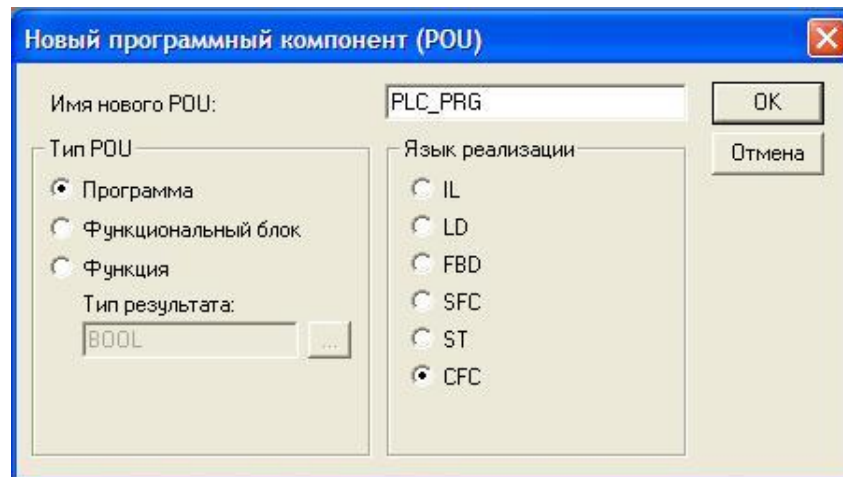 Новый программный компонент (POU)
Имя нового POU:
PLC_PRG
OK
Отмена
Тип POU
Программа
Функциональный блок
Функция
Тип результата:
BOOL
...
Язык реализации
IL
LD
FBD
SFC
ST
CFC